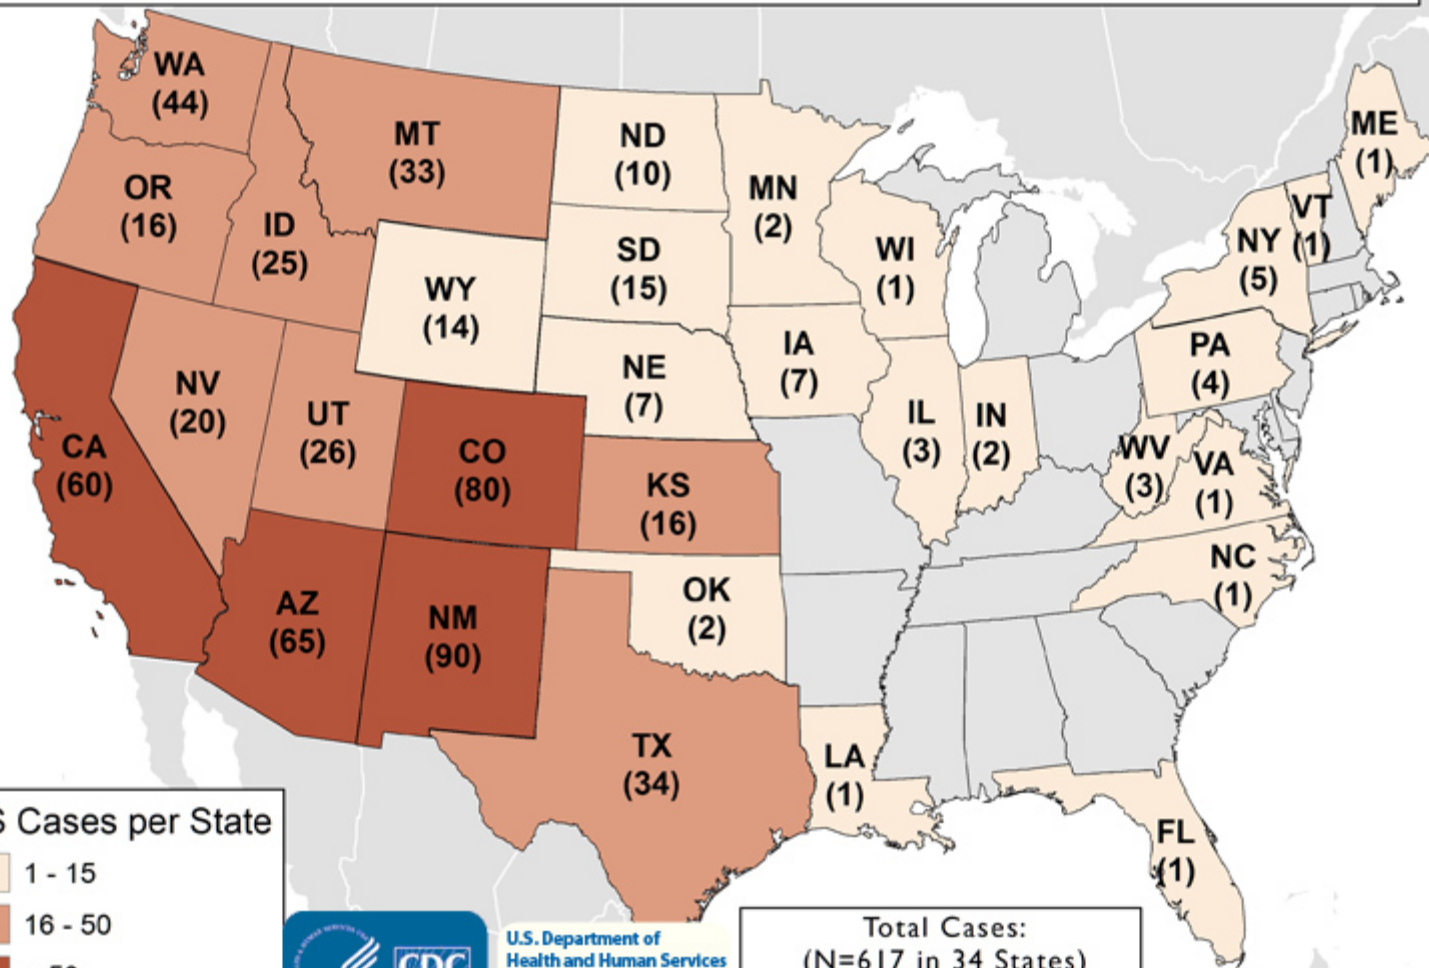 WA
(44)
MT
(33)
ND
(10)
MN
(2)
ME
(1)
OR
(16)
ID
(25)
SD
(15)
WI
(1)
VT
(1)
NY
(5)
WY
(14)
IA
(7)
PA
(4)
NE
(7)
NV
(20)
UT
(26)
IL
(3)
IN
(2)
CA
(60)
CO
(80)
WV
(3)
VA
(1)
KS
(16)
NC
(1)
AZ
(65)
NM
(90)
OK
(2)
TX
(34)
LA
(1)
FL
(1)
S Cases per State
1 - 15
16 - 50
CDC
U.S. Department of
Health and Human Services
Total Cases:
(N=617 in 34 States)